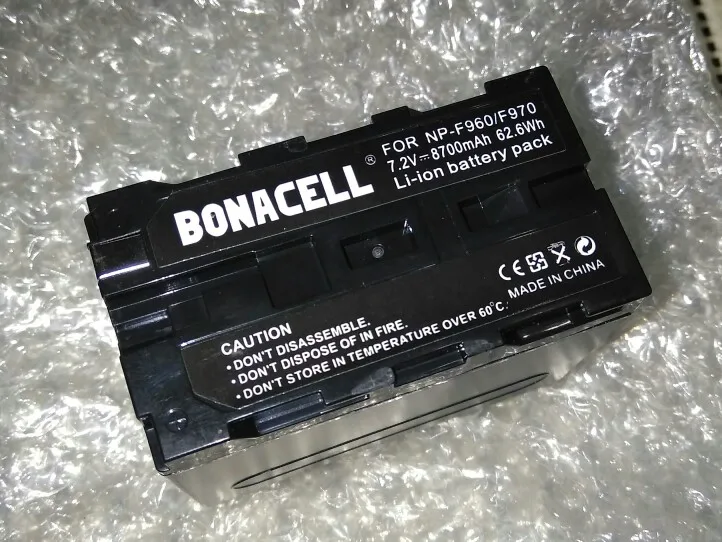 BONACELL ®
FOR NP-F960/F970
7.2V⎓8700mAh 62.6Wh
Li-ion battery pack
CE
MADE IN CHINA
CAUTION
•DON'T DISASSEMBLE.
•DON'T DISPOSE OF IN FIRE.
•DON'T STORE IN TEMPERATURE OVER 60°C.